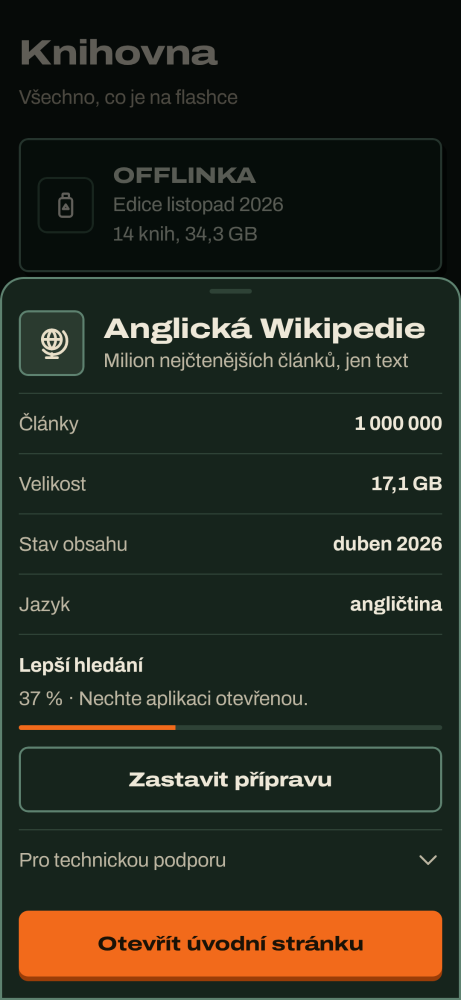 Knihovna
Všechno, co je na flashce
OFFLINKA
Edice listopad 2026
14 knih, 34,3 GB
Anglická Wikipedie
Milion nejčtenějších článků, jen text
Články
1 000 000
Velikost
17,1 GB
Stav obsahu
duben 2026
Jazyk
angličtina
Lepší hledání
37 % · Nechte aplikaci otevřenou.
Zastavit přípravu
Pro technickou podporu
Otevřít úvodní stránku